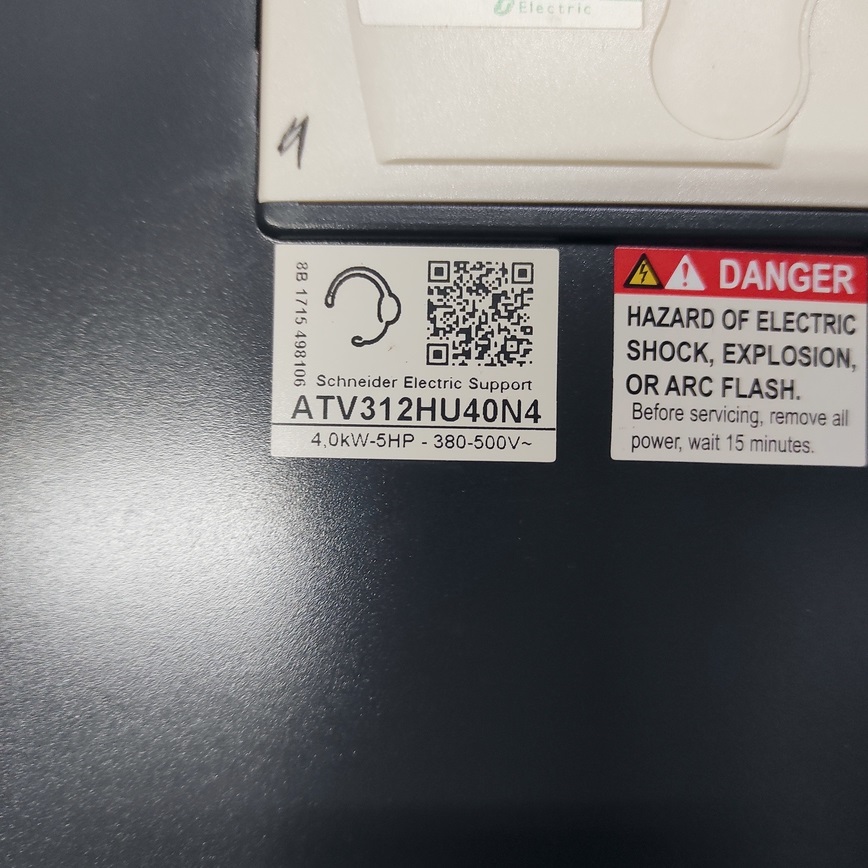 Electric
8B 1715 498106
Schneider Electric Support
ATV312HU40N4
4,0kW-5HP - 380-500V~
DANGER
HAZARD OF ELECTRIC
SHOCK, EXPLOSION,
OR ARC FLASH.
Before servicing, remove all
power, wait 15 minutes.